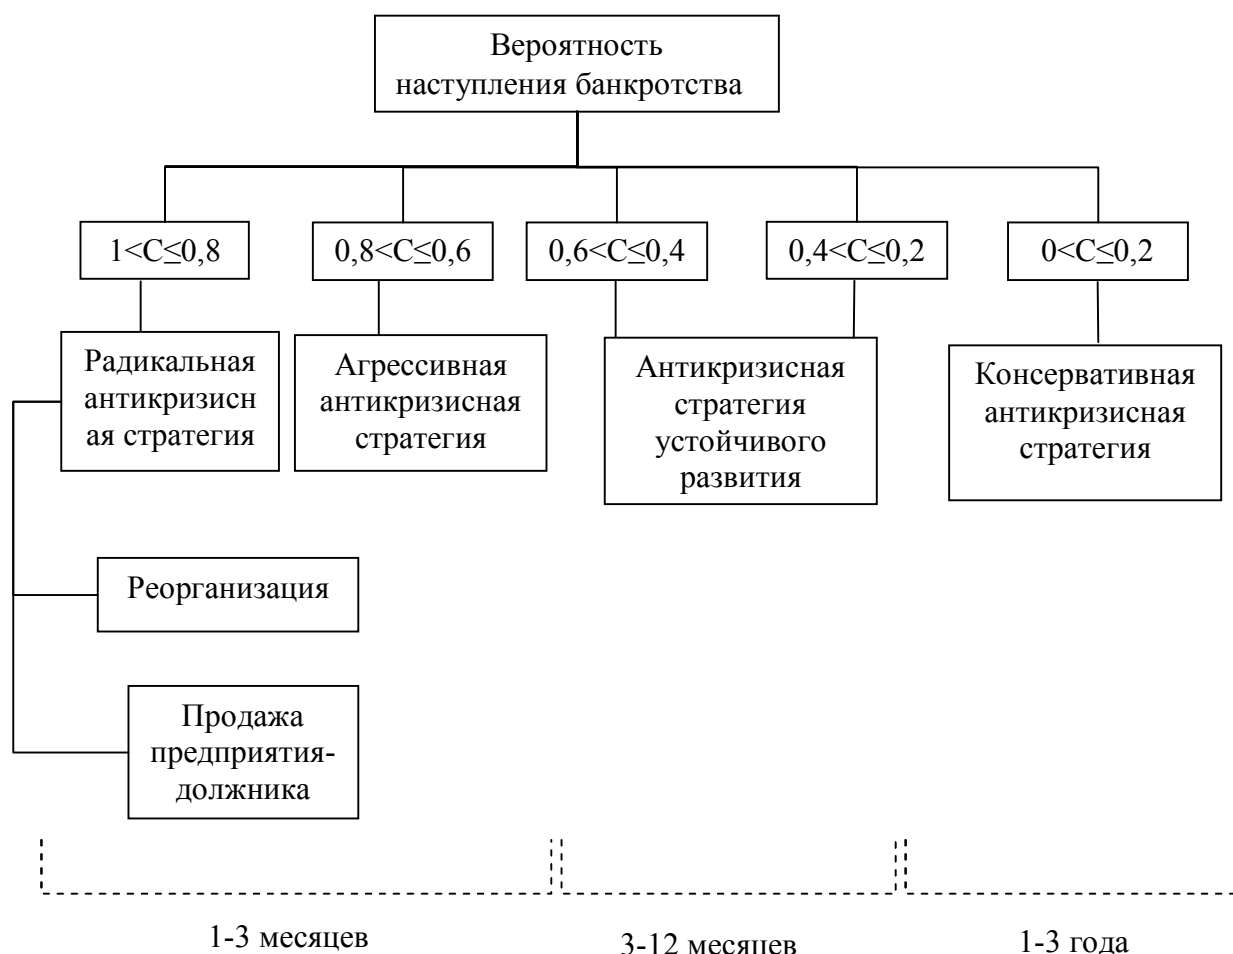 Вероятность
наступления банкротства
1<C≤0,8
0,8<C≤0,6
0,6<C≤0,4
0,4<C≤0,2
0<C≤0,2
Радикальная
антикризисн
ая стратегия
Агрессивная
антикризисная
стратегия
Антикризисная
стратегия
устойчивого
развития
Консервативная
антикризисная
стратегия
Реорганизация
Продажа
предприятия-
должника
1-3 месяцев
3-12 месяцев
1-3 года